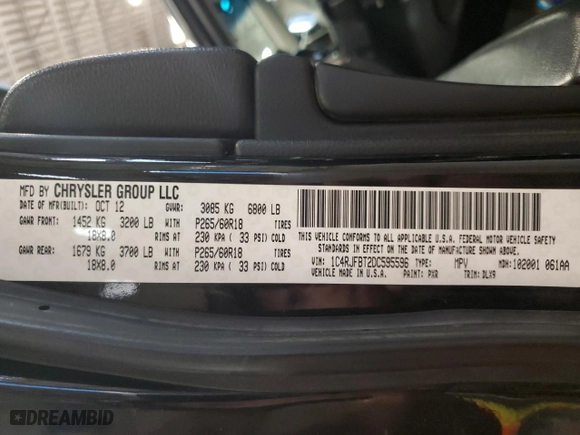 MFD BY CHRYSLER GROUP LLC
DATE OF MFR(BUILT): OCT 12 GVWR: 3085 KG 6800 LB
GAWR FRONT: 1452 KG 3200 LB WITH P265/60R18 TIRES
18X8.0 RIMS AT 230 KPA ( 33 PSI) COLD
GAWR REAR: 1679 KG 3700 LB WITH P265/60R18 TIRES
18X8.0 RIMS AT 230 KPA ( 33 PSI) COLD
THIS VEHICLE CONFORMS TO ALL APPLICABLE U.S.A. FEDERAL MOTOR VEHICLE SAFETY
STANDARDS IN EFFECT ON THE DATE OF MANUFACTURE SHOWN ABOVE.
VIN: 1C4RJFBT2DC595596 TYPE: MPV MDH: 102001 061AA
VEHICLE MADE IN U.S.A. PAINT: PXR TRIM: DLX9
DREAMBID